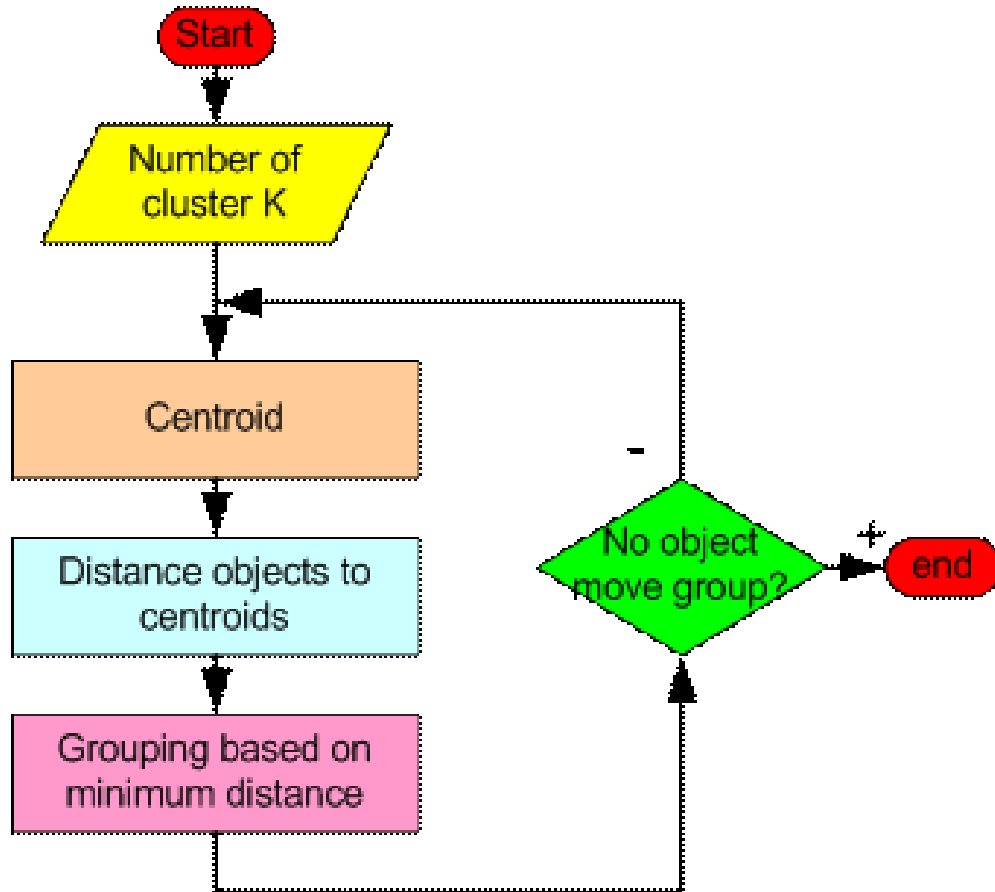 Start
Number of
cluster K
Centroid
Distance objects to
centroids
Grouping based on
minimum distance
-
No object
move group?
+
end